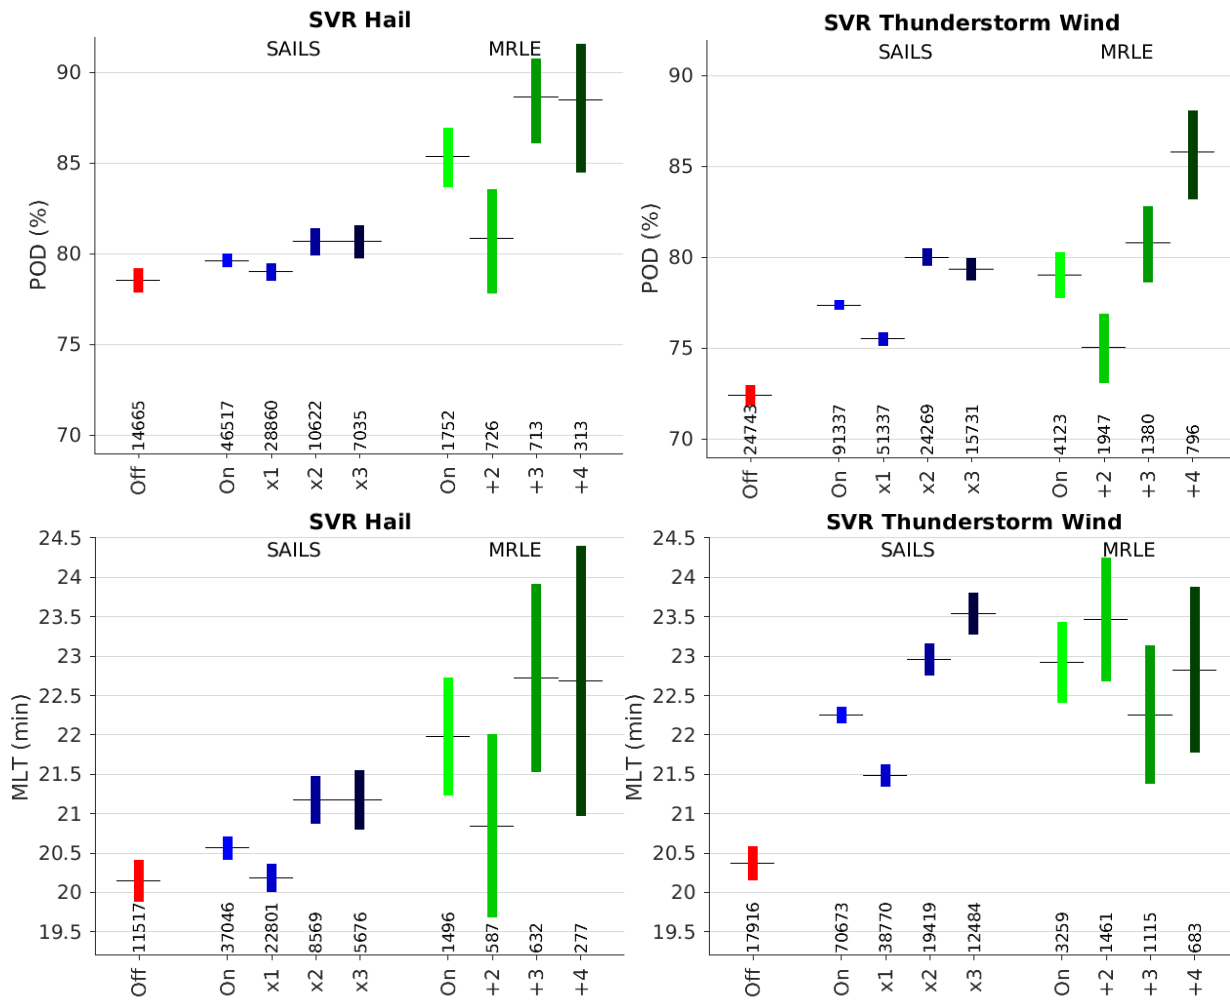 SVR Hail
SAILS
MRLE
POD (%)
90
85
80
75
70
14665
46517
28860
10622
7035
1752
726
713
313
Off
On
x1
x2
x3
On
+2
+3
+4
SVR Thunderstorm Wind
SAILS
MRLE
POD (%)
90
85
80
75
70
24743
91337
51337
24269
15731
4123
1947
1380
796
Off
On
x1
x2
x3
On
+2
+3
+4
SVR Hail
SAILS
MRLE
MLT (min)
24.5
24
23.5
23
22.5
22
21.5
21
20.5
20
19.5
11517
37046
22801
8569
5676
1496
587
632
277
Off
On
x1
x2
x3
On
+2
+3
+4
SVR Thunderstorm Wind
SAILS
MRLE
MLT (min)
24.5
24
23.5
23
22.5
22
21.5
21
20.5
20
19.5
17916
70673
38770
19419
12484
3259
1461
1115
683
Off
On
x1
x2
x3
On
+2
+3
+4